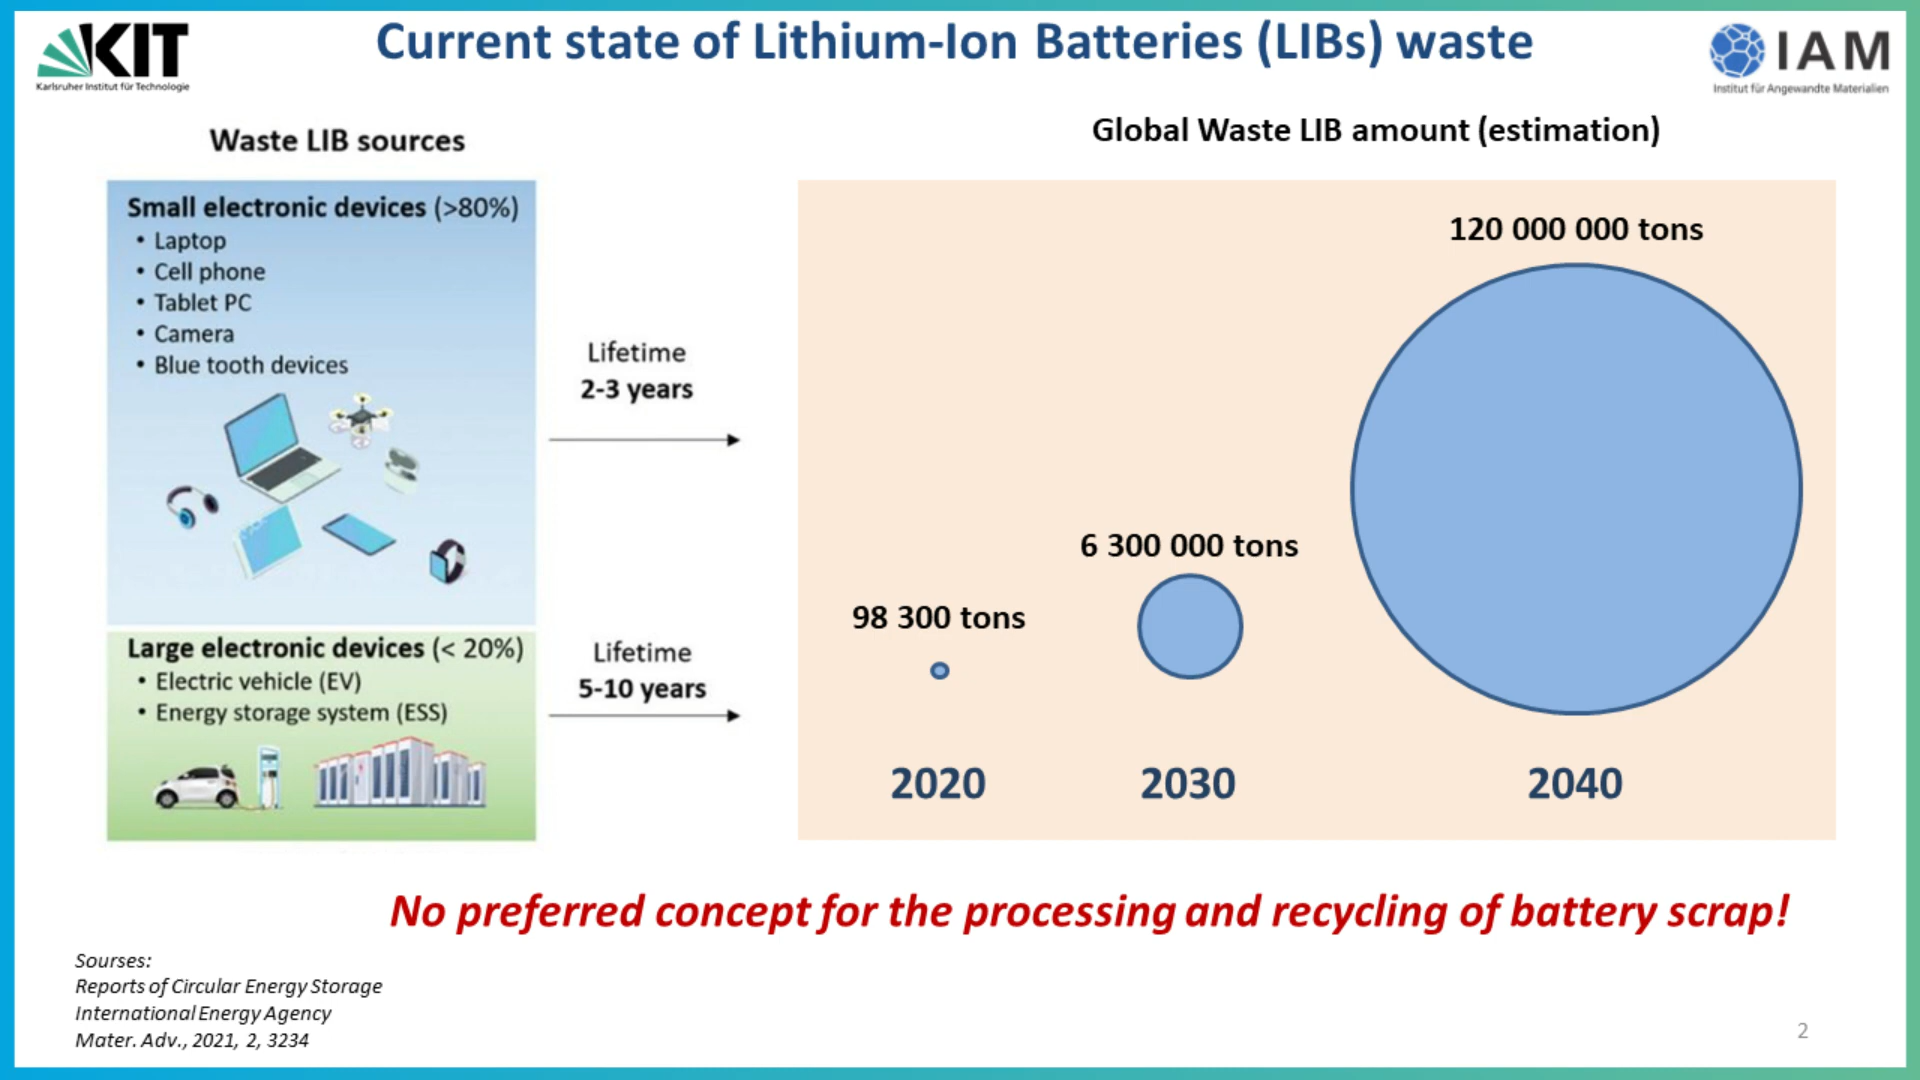 KIT
Karlsruher Institut für Technologie
Current state of Lithium-Ion Batteries (LIBs) waste
IAM
Institut für Angewandte Materialien
Waste LIB sources
Small electronic devices (>80%)
• Laptop
• Cell phone
• Tablet PC
• Camera
• Blue tooth devices
Lifetime
2-3 years
Large electronic devices (< 20%)
• Electric vehicle (EV)
• Energy storage system (ESS)
Lifetime
5-10 years
Global Waste LIB amount (estimation)
98 300 tons
6 300 000 tons
120 000 000 tons
2020
2030
2040
No preferred concept for the processing and recycling of battery scrap!
Sourses:
Reports of Circular Energy Storage
International Energy Agency
Mater. Adv., 2021, 2, 3234
2